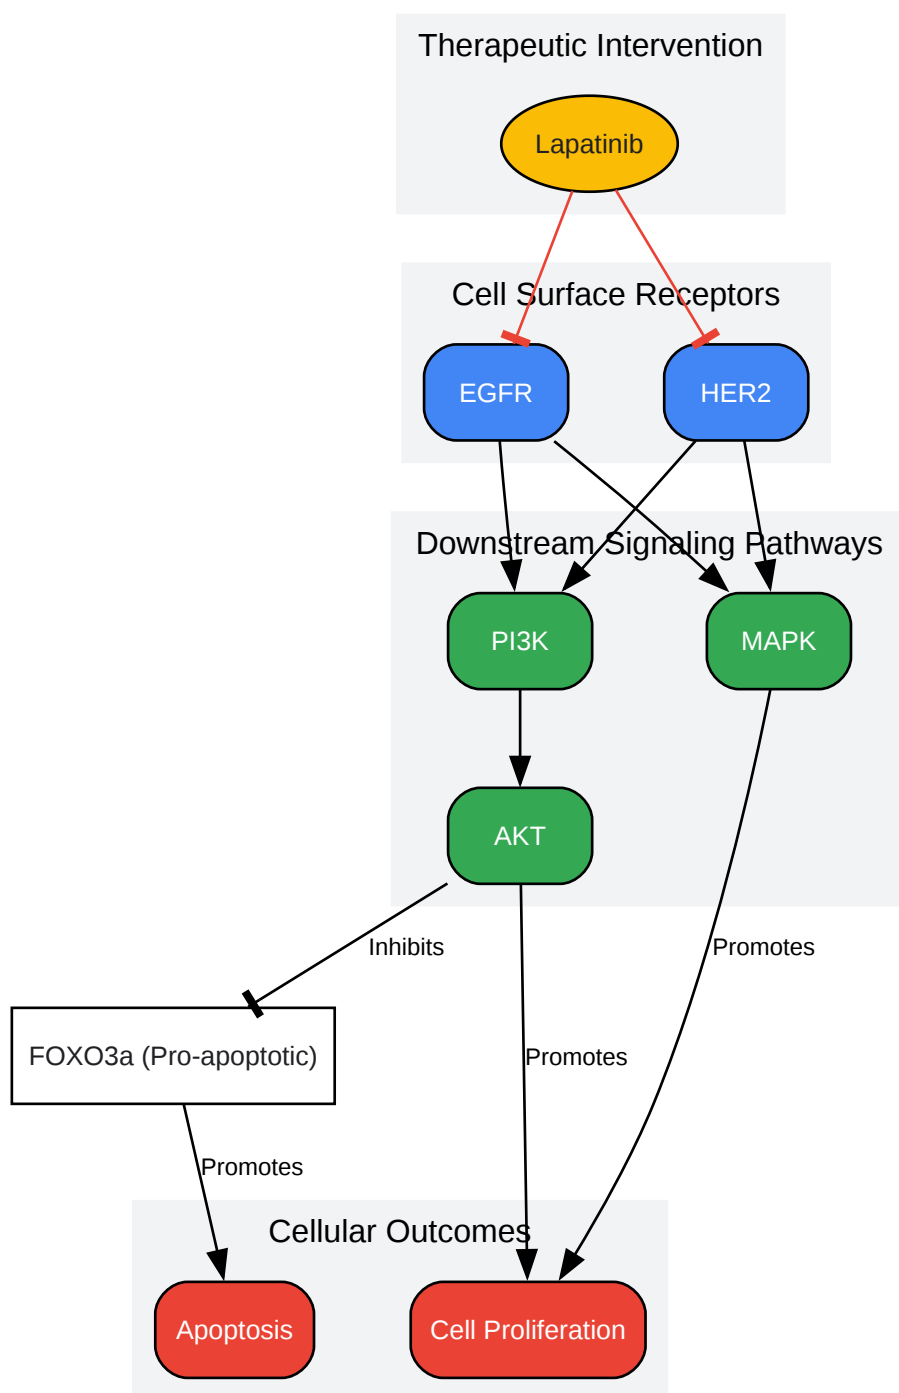 Therapeutic Intervention
Lapatinib
Cell Surface Receptors
EGFR
HER2
Downstream Signaling Pathways
PI3K
MAPK
AKT
Inhibits
Promotes
FOXO3a (Pro-apoptotic)
Promotes
Promotes
Cellular Outcomes
Apoptosis
Cell Proliferation